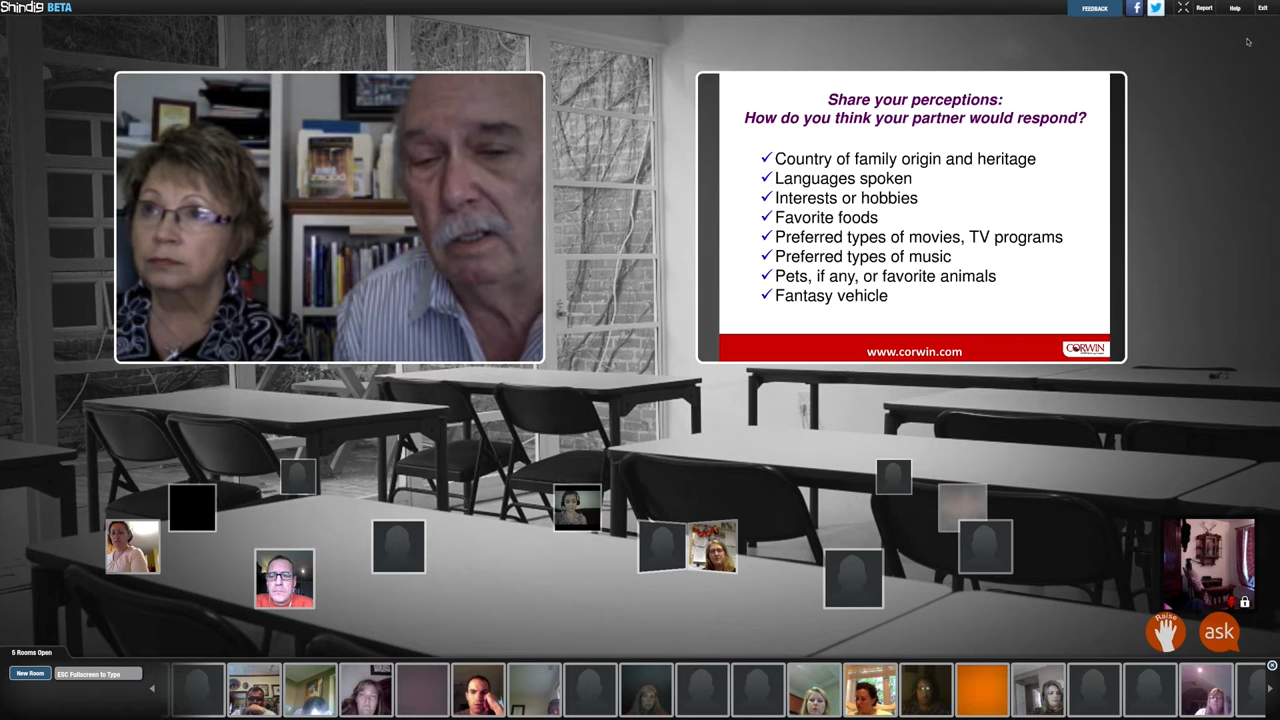 Shindig BETA
FEEDBACK
Report
Help
Exit
Share your perceptions:
How do you think your partner would respond?
✓Country of family origin and heritage
✓Languages spoken
✓Interests or hobbies
✓Favorite foods
✓Preferred types of movies, TV programs
✓Preferred types of music
✓Pets, if any, or favorite animals
✓Fantasy vehicle
www.corwin.com
CORWIN
Raise
ask
5 Rooms Open
New Room
ESC Fullscreen to Type